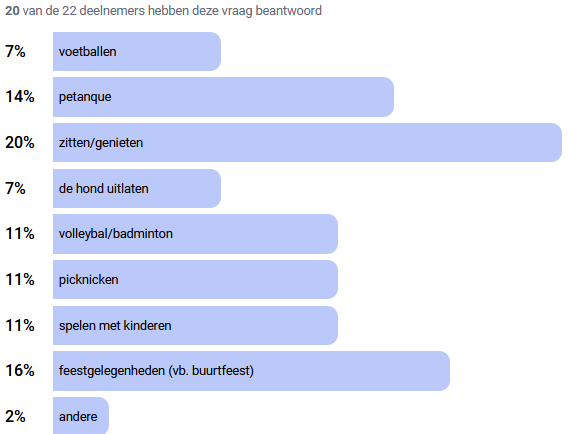 20 van de 22 deelnemers hebben deze vraag beantwoord
7% voetballen
14% petanque
20% zitten/genieten
7% de hond uitlaten
11% volleybal/badminton
11% picknicken
11% spelen met kinderen
16% feestgelegenheden (vb. buurtfeest)
2% andere